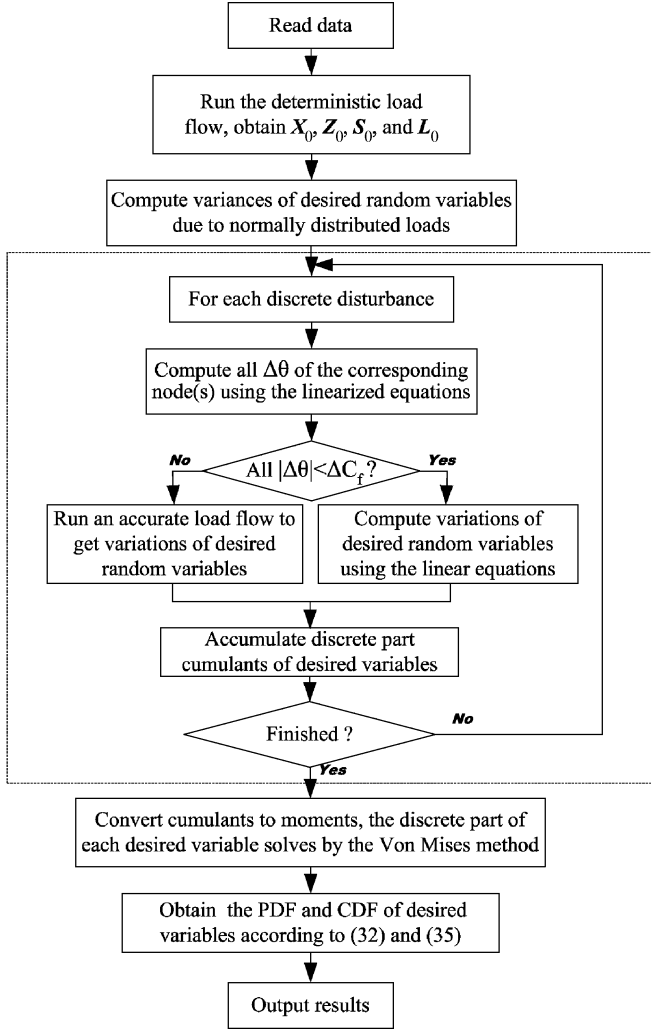 Read data
Run the deterministic load
flow, obtain X₀, Z₀, S₀, and L₀
Compute variances of desired random variables
due to normally distributed loads
For each discrete disturbance
Compute all Δθ of the corresponding
node(s) using the linearized equations
No
All |Δθ|<ΔC_f ?
Yes
Run an accurate load flow to
get variations of desired
random variables
Compute variations of
desired random variables
using the linear equations
Accumulate discrete part
cumulants of desired variables
Finished ?
No
Yes
Convert cumulants to moments, the discrete part of
each desired variable solves by the Von Mises method
Obtain the PDF and CDF of desired
variables according to (32) and (35)
Output results